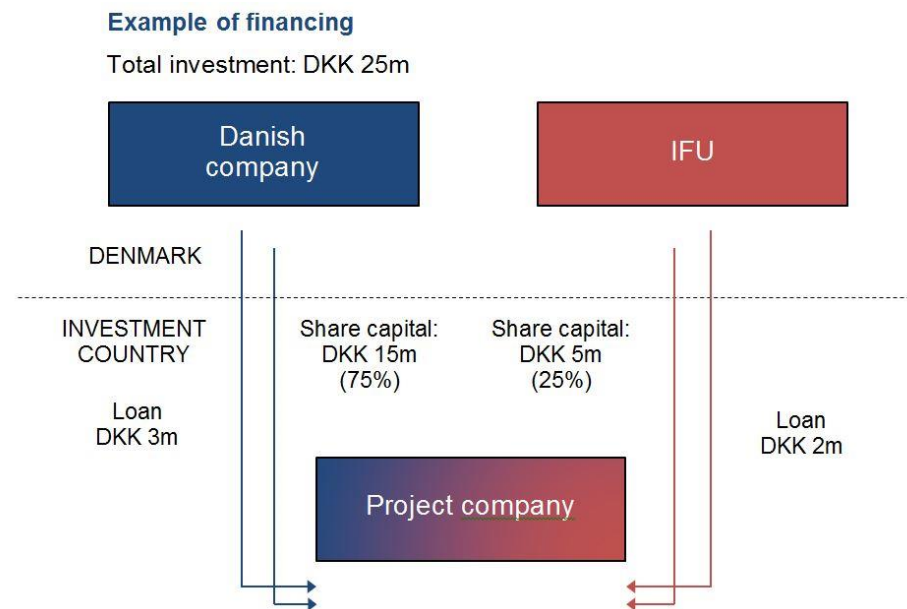 Example of financing
Total investment: DKK 25m
Danish
company
IFU
DENMARK
INVESTMENT
COUNTRY
Share capital:
DKK 15m
(75%)
Share capital:
DKK 5m
(25%)
Loan
DKK 3m
Loan
DKK 2m
Project company